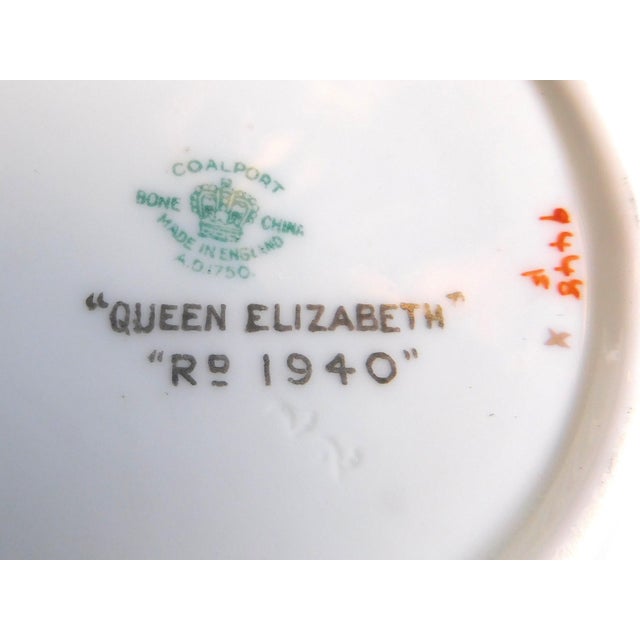 COALPORT
BONE CHINA
MADE IN ENGLAND
A.D.1750.
"QUEEN ELIZABETH"
"Rº 1940"
x